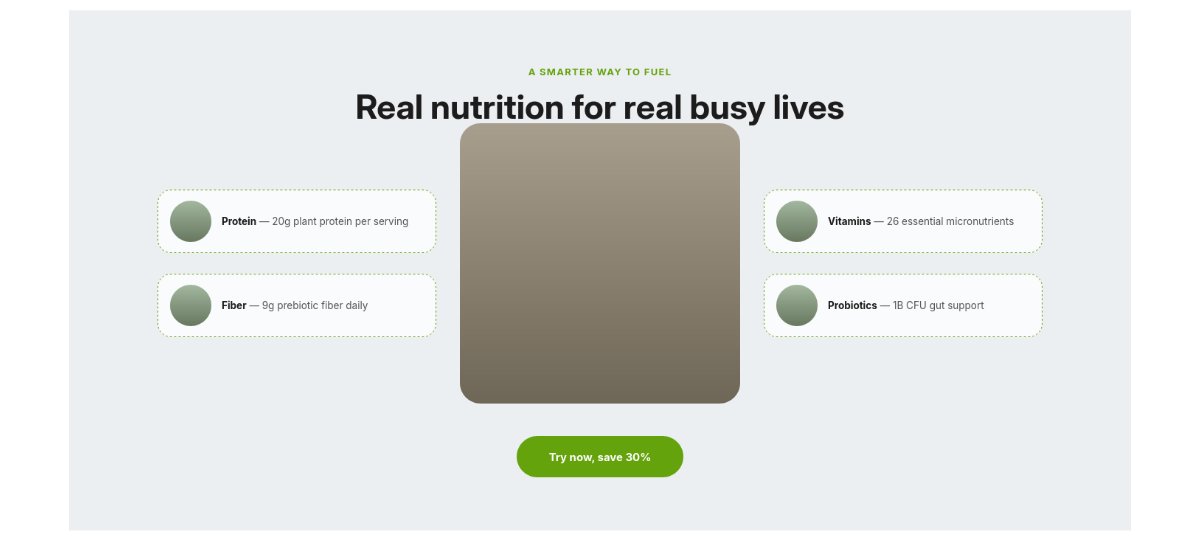 A SMARTER WAY TO FUEL
Real nutrition for real busy lives
Protein — 20g plant protein per serving
Fiber — 9g prebiotic fiber daily
Vitamins — 26 essential micronutrients
Probiotics — 1B CFU gut support
Try now, save 30%